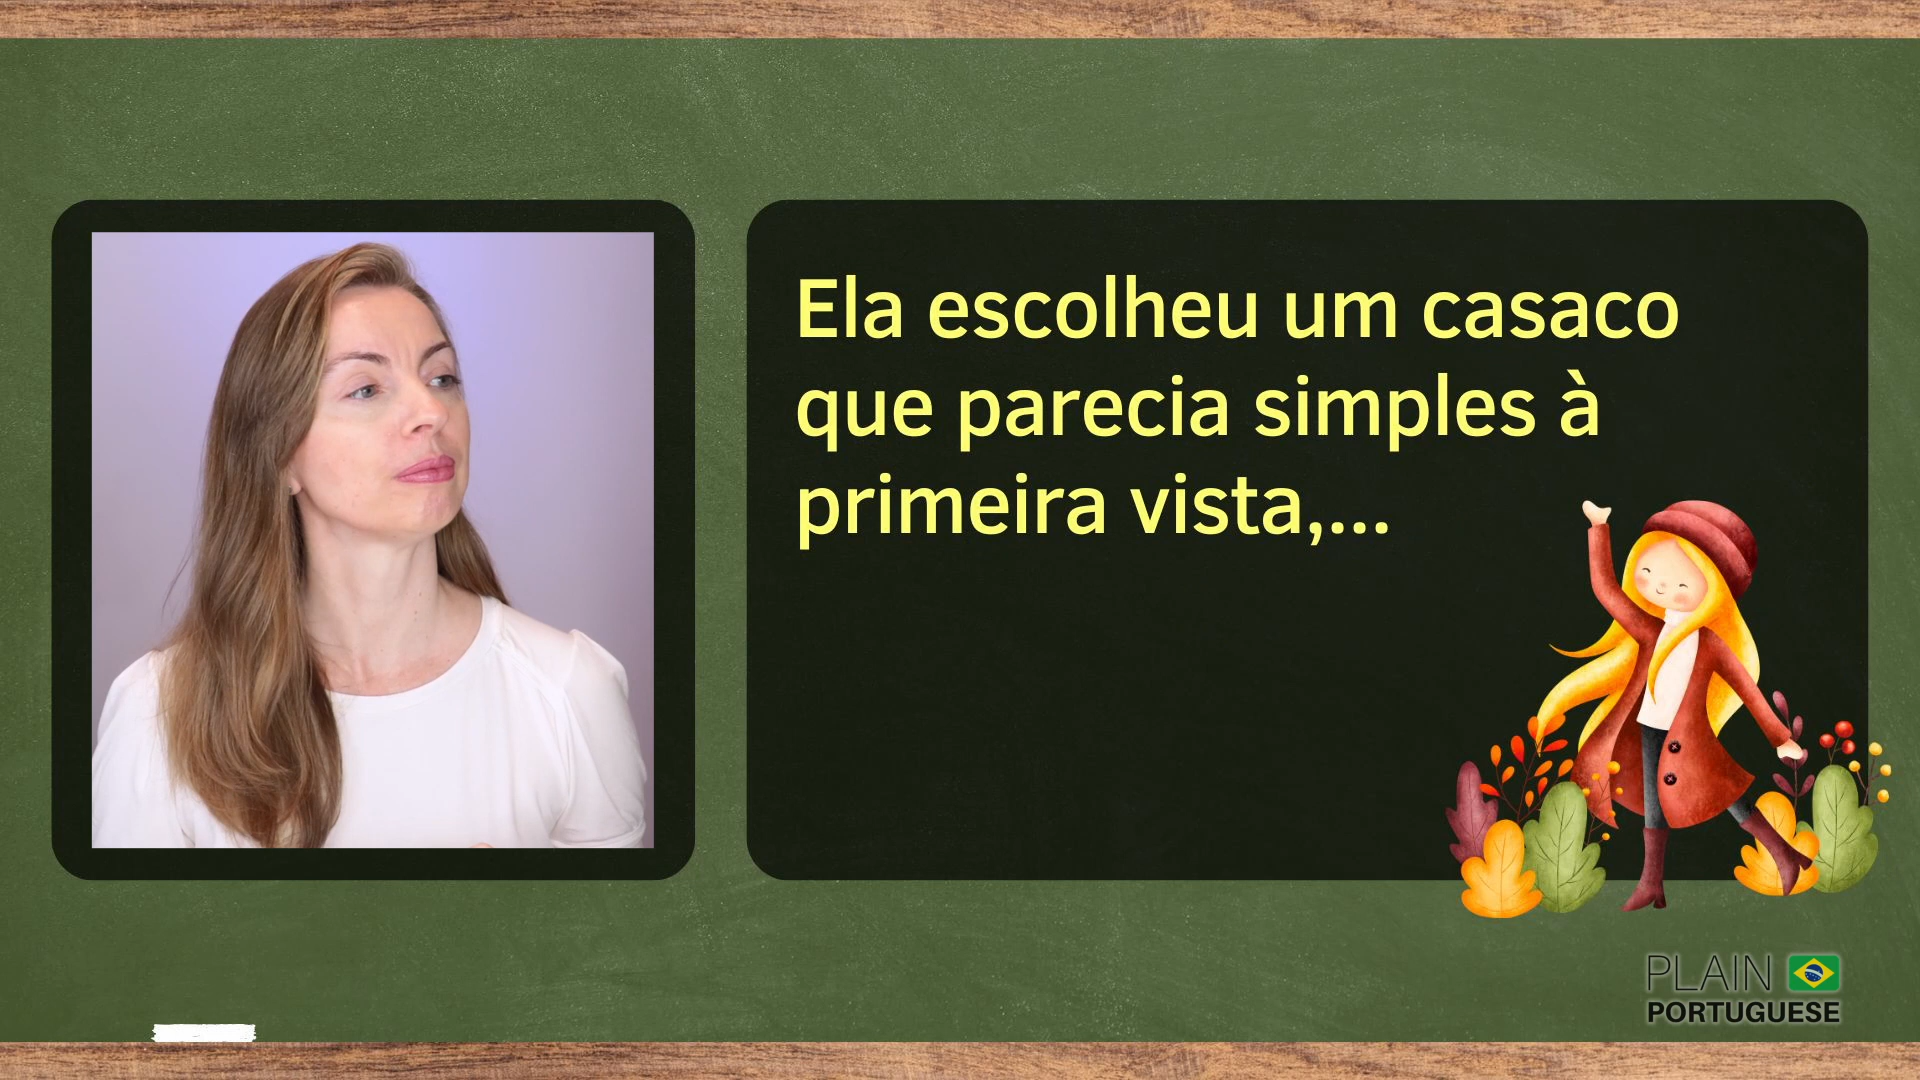 Ela escolheu um casaco
que parecia simples à
primeira vista,...
PLAIN
PORTUGUESE